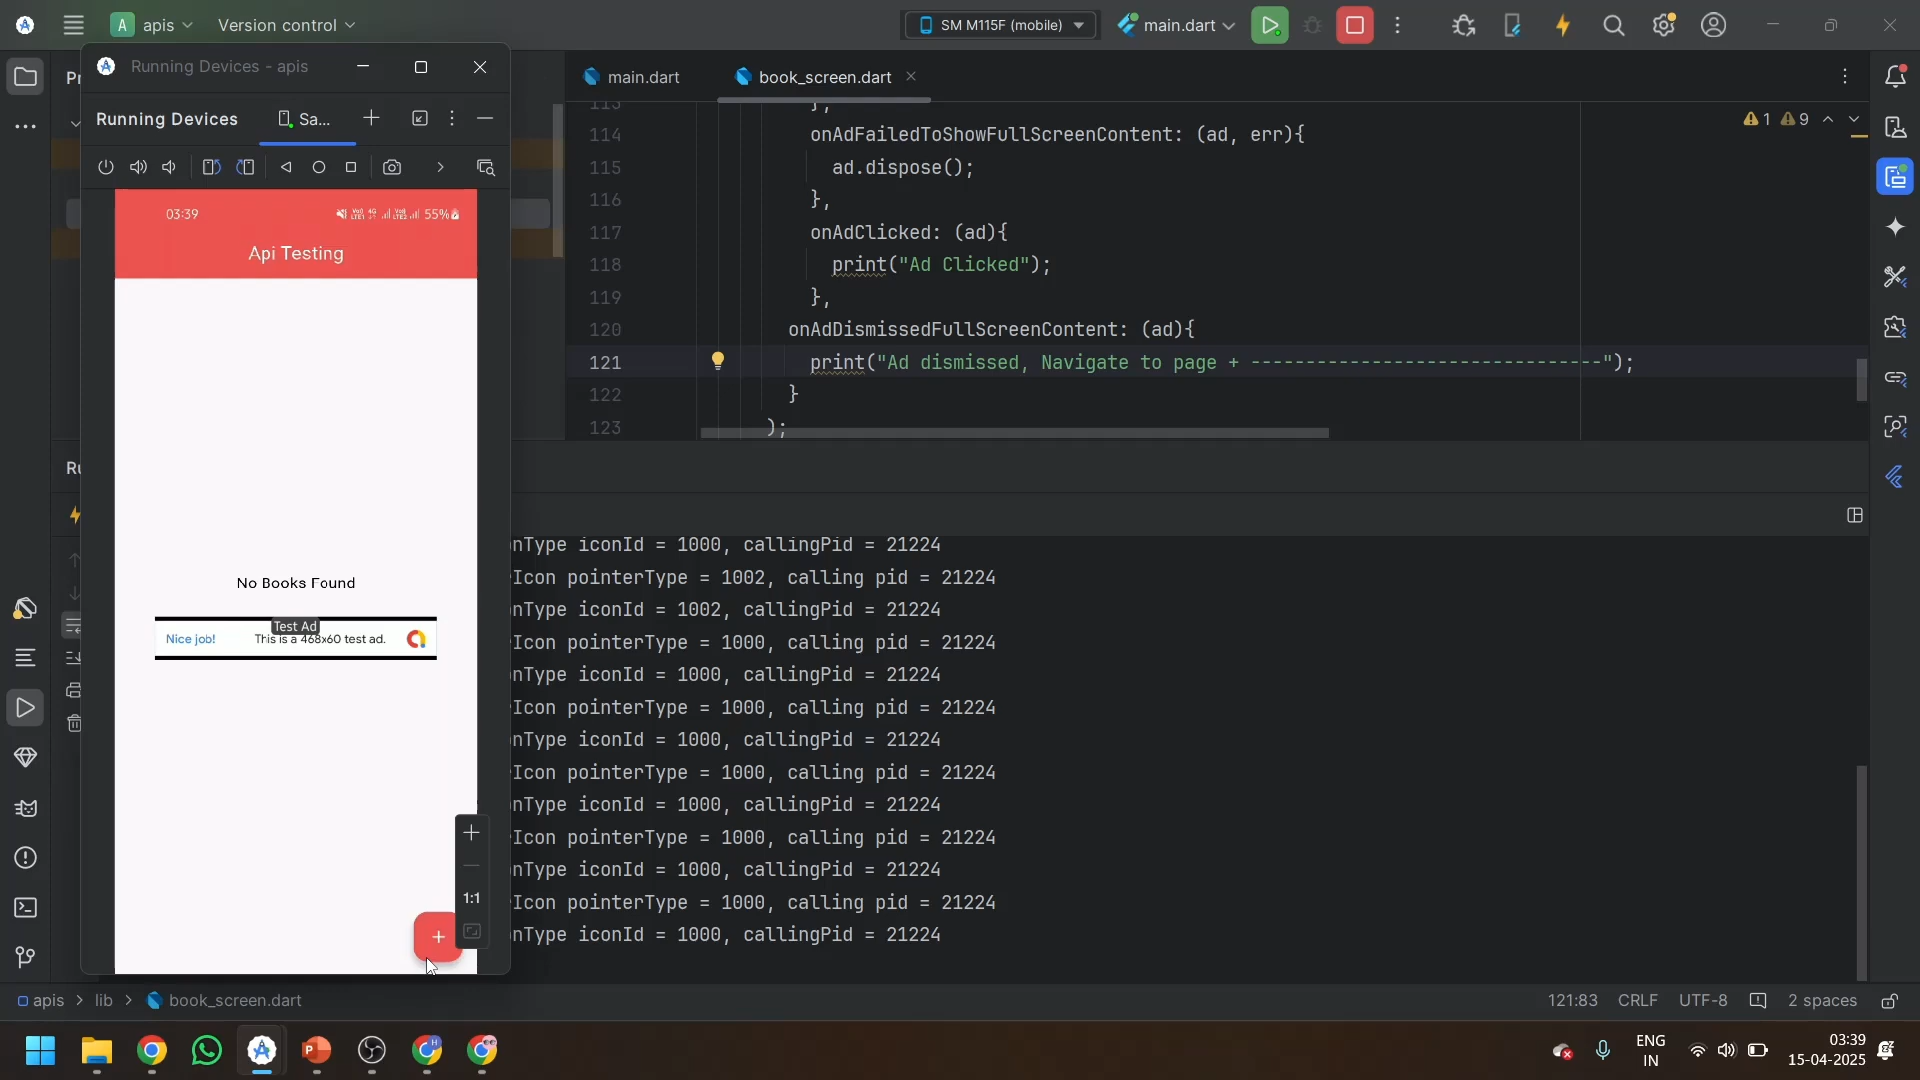 A apis
Version control
SM M115F (mobile)
main.dart
Running Devices - apis
main.dart
book_screen.dart
Running Devices
Sa...
114 onAdFailedToShowFullScreenContent: (ad, err){
115 ad.dispose();
116 },
117 onAdClicked: (ad){
118 print("Ad Clicked");
119 },
120 onAdDismissedFullScreenContent: (ad){
121 print("Ad dismissed, Navigate to page + --------------------------------");
122 }
123 );
1 9
03:39
55%
Api Testing
No Books Found
Test Ad
Nice job! This is a 468x60 test ad.
1:1
nType iconId = 1000, callingPid = 21224
Icon pointerType = 1002, calling pid = 21224
nType iconId = 1002, callingPid = 21224
Icon pointerType = 1000, calling pid = 21224
nType iconId = 1000, callingPid = 21224
Icon pointerType = 1000, calling pid = 21224
nType iconId = 1000, callingPid = 21224
Icon pointerType = 1000, calling pid = 21224
nType iconId = 1000, callingPid = 21224
Icon pointerType = 1000, calling pid = 21224
nType iconId = 1000, callingPid = 21224
Icon pointerType = 1000, calling pid = 21224
nType iconId = 1000, callingPid = 21224
apis > lib > book_screen.dart
121:83 CRLF UTF-8 2 spaces
ENG
IN
03:39
15-04-2025